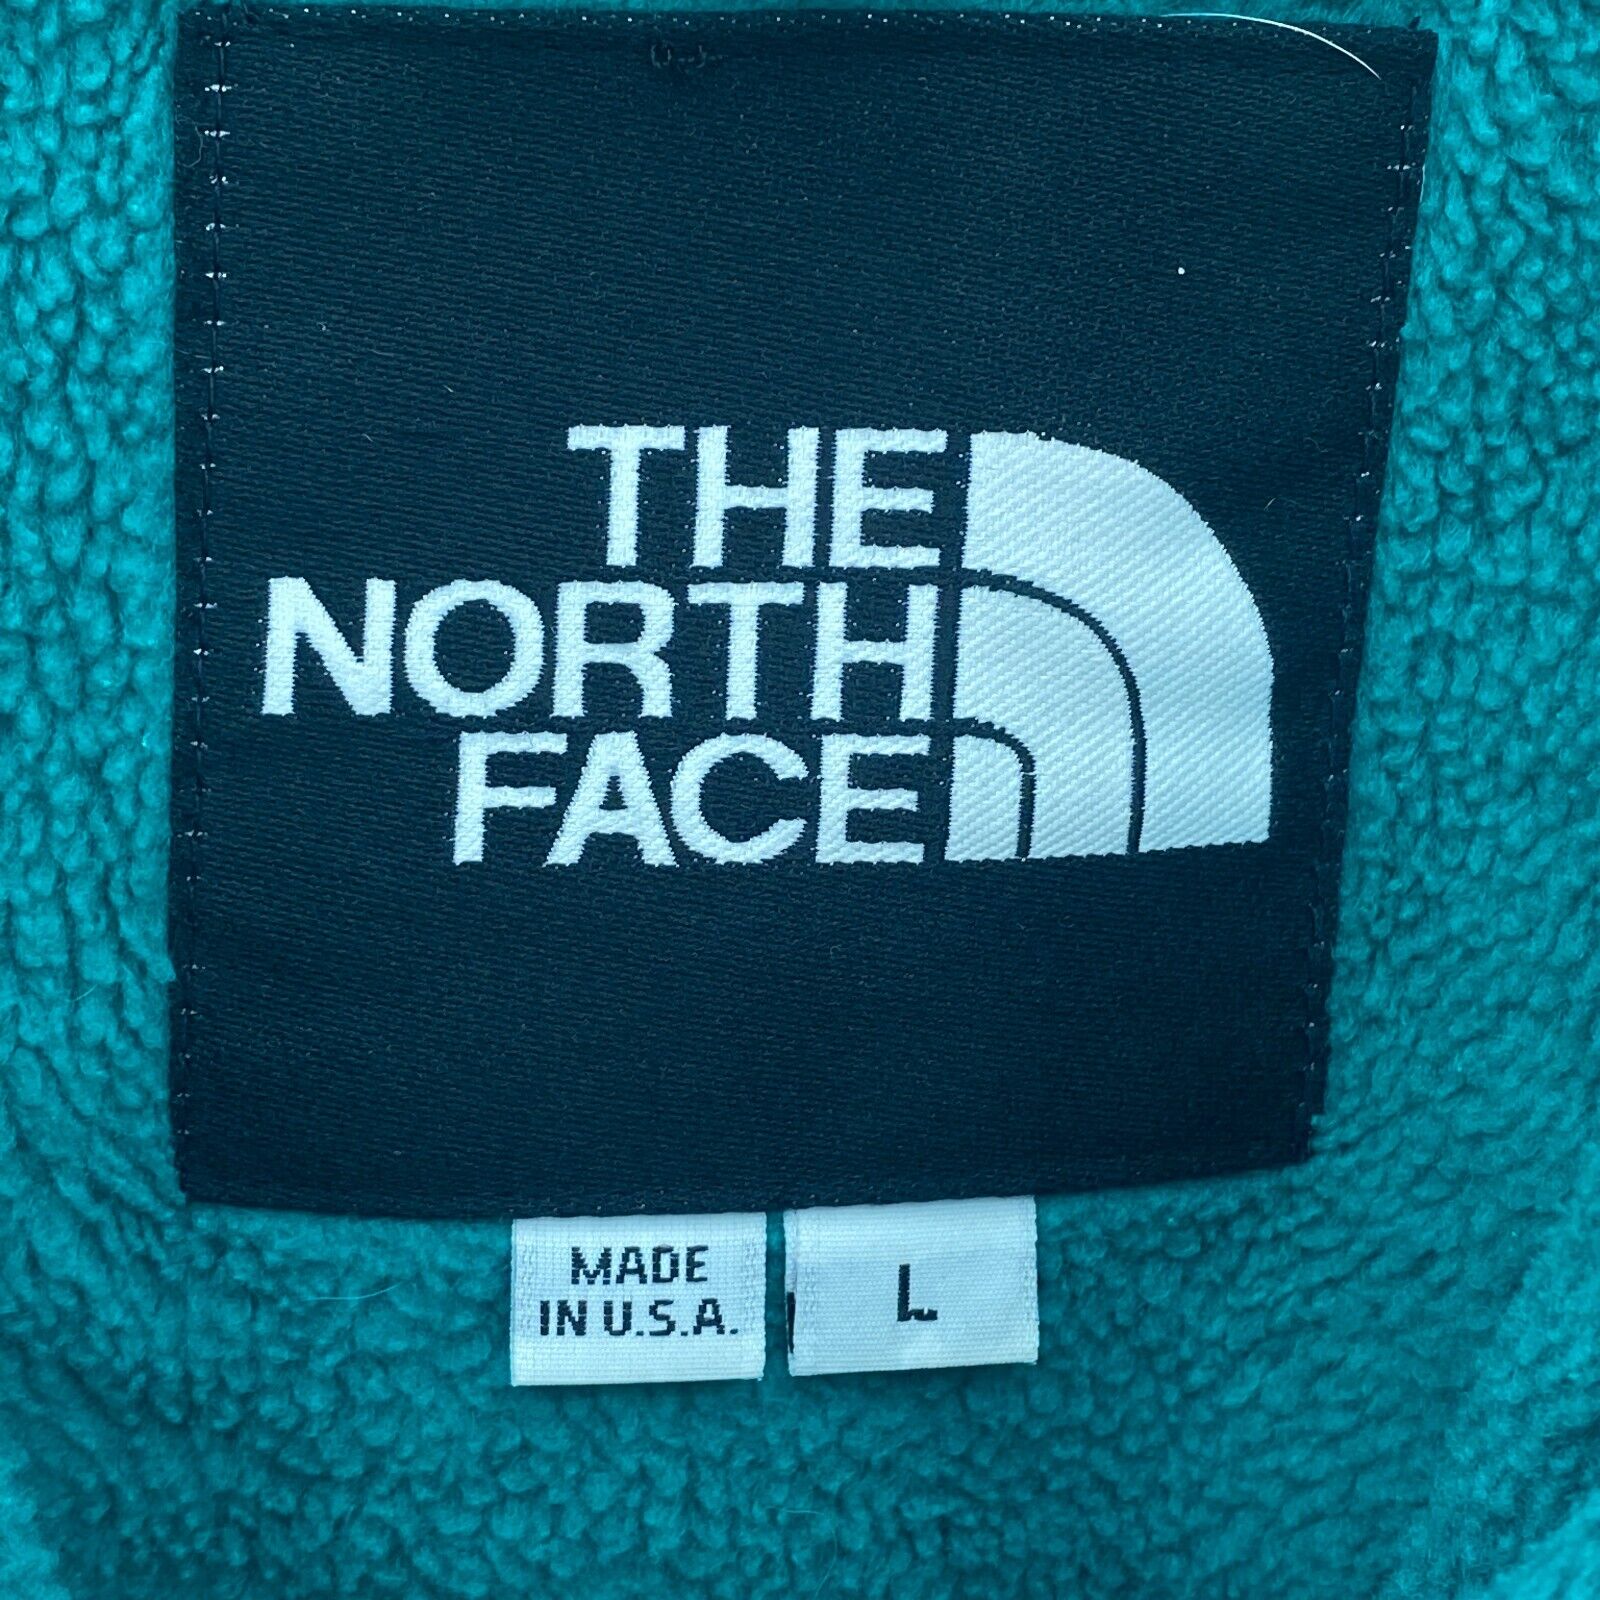 THE
NORTH
FACE
MADE
IN U.S.A.
L